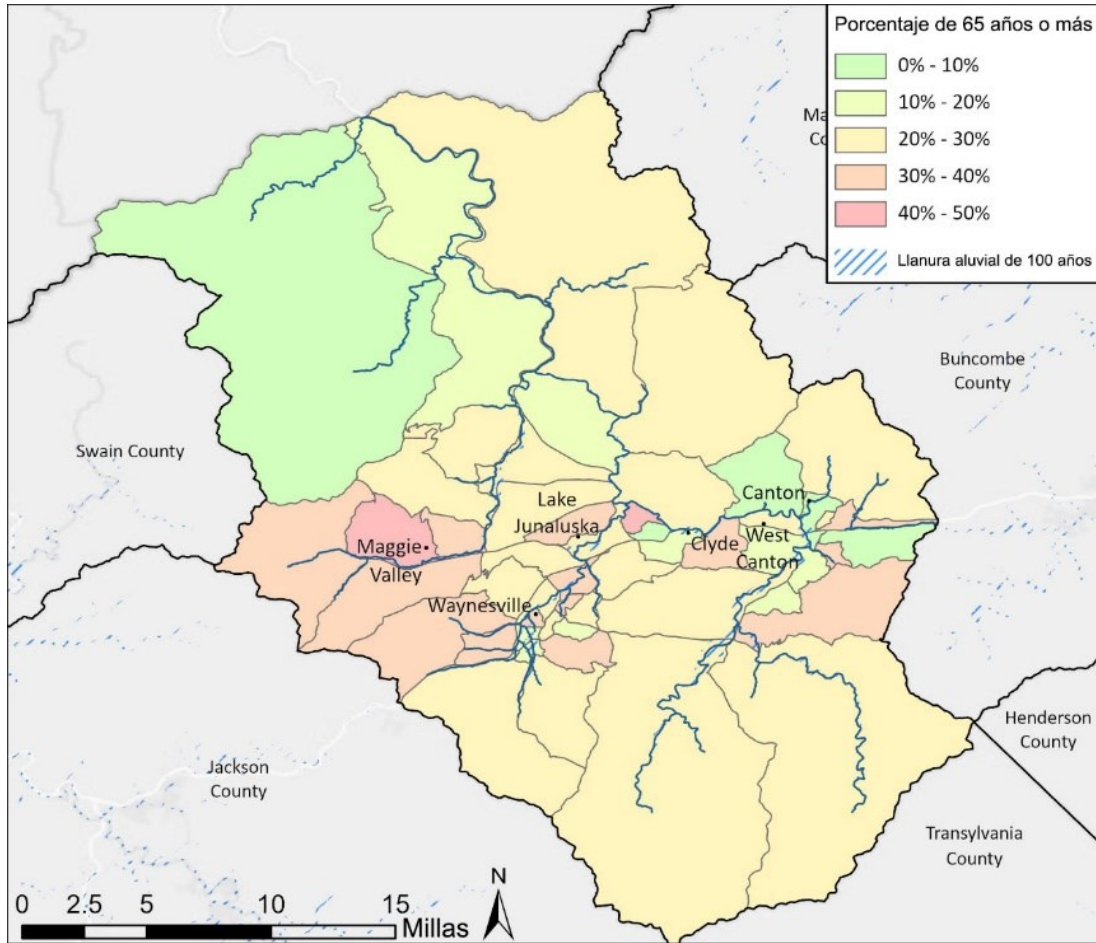 Porcentaje de 65 años o más
0% - 10%
10% - 20%
20% - 30%
30% - 40%
40% - 50%
Llanura aluvial de 100 años
Buncombe
County
Swain County
Canton
Lake
Junaluska
Clyde
West
Canton
Maggie
Valley
Waynesville
Henderson
County
Jackson
County
Transylvania
County
N
0 2.5 5 10 15
Millas